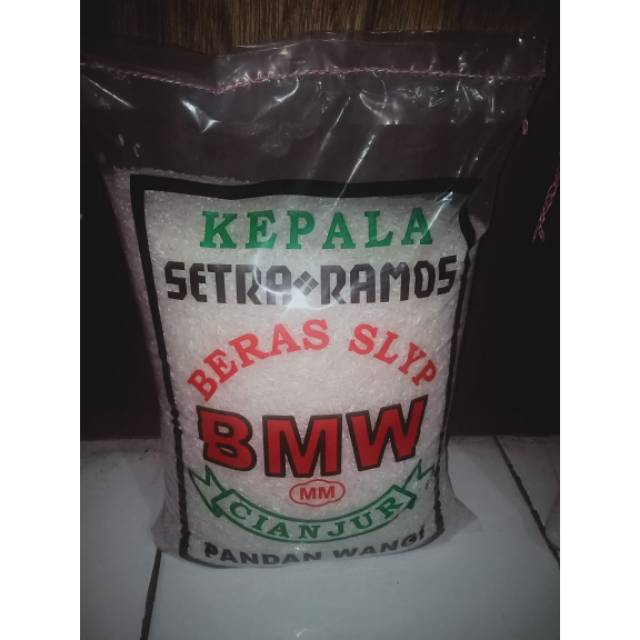 KEPALA
SETRA❖RAMOS
BERAS SLYP
BMW
MM
CIANJUR
PANDAN WANGI